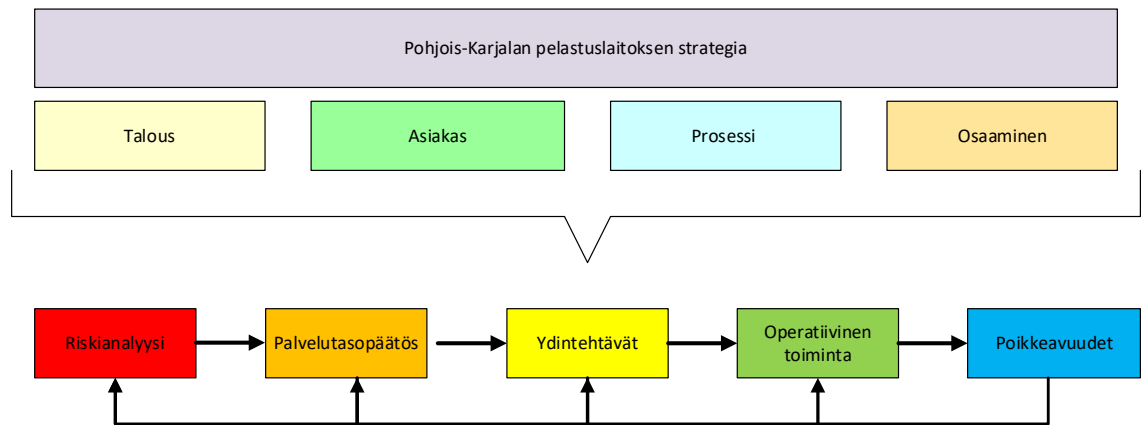 Pohjois-Karjalan pelastuslaitoksen strategia
Talous
Asiakas
Prosessi
Osaaminen
Riskianalyysi
Palvelutasopäätös
Ydintehtävät
Operatiivinen
toiminta
Poikkeavuudet